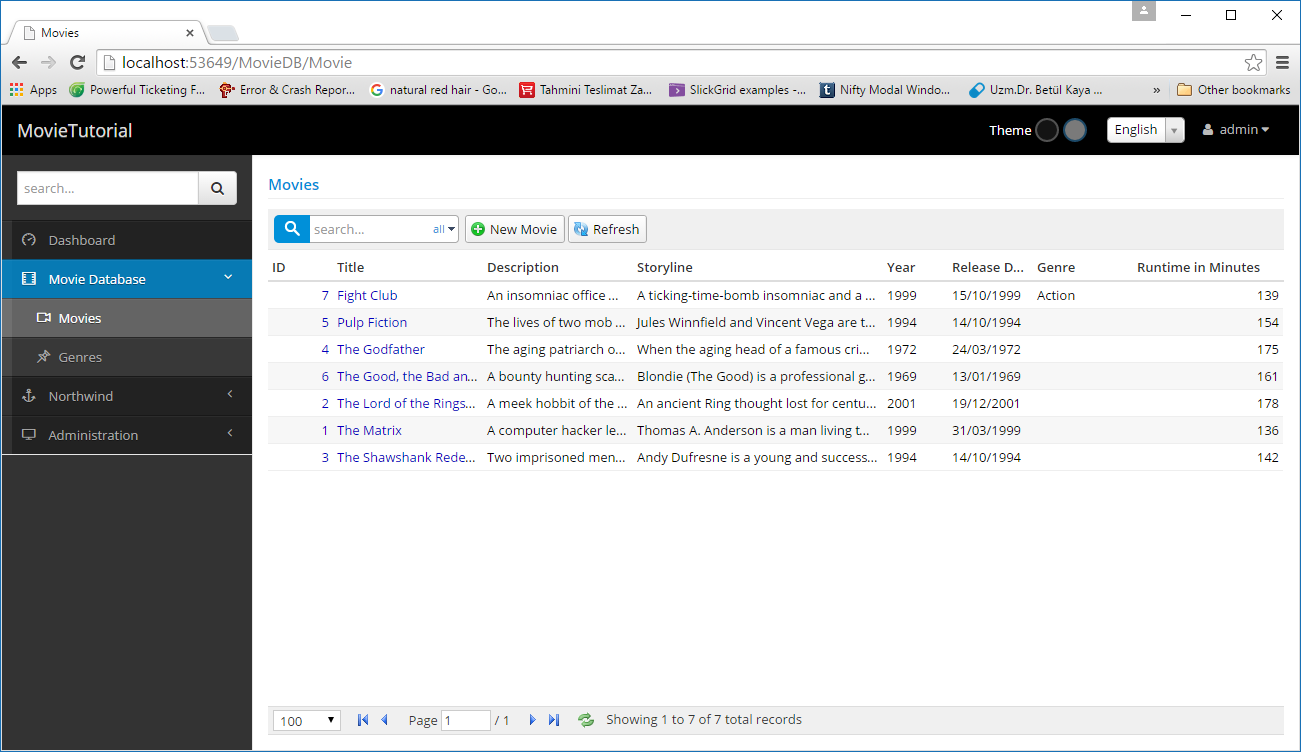 Movies
localhost:53649/MovieDB/Movie
Apps Powerful Ticketing F... Error & Crash Repor... natural red hair - Go... Tahmini Teslimat Za... SlickGrid examples -... Nifty Modal Windo... Uzm.Dr. Betül Kaya ... » Other bookmarks
MovieTutorial Theme English admin
search...
Dashboard
Movie Database
Movies
Genres
Northwind
Administration
Movies
search... all New Movie Refresh
ID Title Description Storyline Year Release D... Genre Runtime in Minutes
7 Fight Club An insomniac office ... A ticking-time-bomb insomniac and a ... 1999 15/10/1999 Action 139
5 Pulp Fiction The lives of two mob ... Jules Winnfield and Vincent Vega are t... 1994 14/10/1994 154
4 The Godfather The aging patriarch o... When the aging head of a famous cri... 1972 24/03/1972 175
6 The Good, the Bad an... A bounty hunting sca... Blondie (The Good) is a professional g... 1969 13/01/1969 161
2 The Lord of the Rings... A meek hobbit of the ... An ancient Ring thought lost for centu... 2001 19/12/2001 178
1 The Matrix A computer hacker le... Thomas A. Anderson is a man living t... 1999 31/03/1999 136
3 The Shawshank Rede... Two imprisoned men... Andy Dufresne is a young and success... 1994 14/10/1994 142
100 Page 1 / 1 Showing 1 to 7 of 7 total records